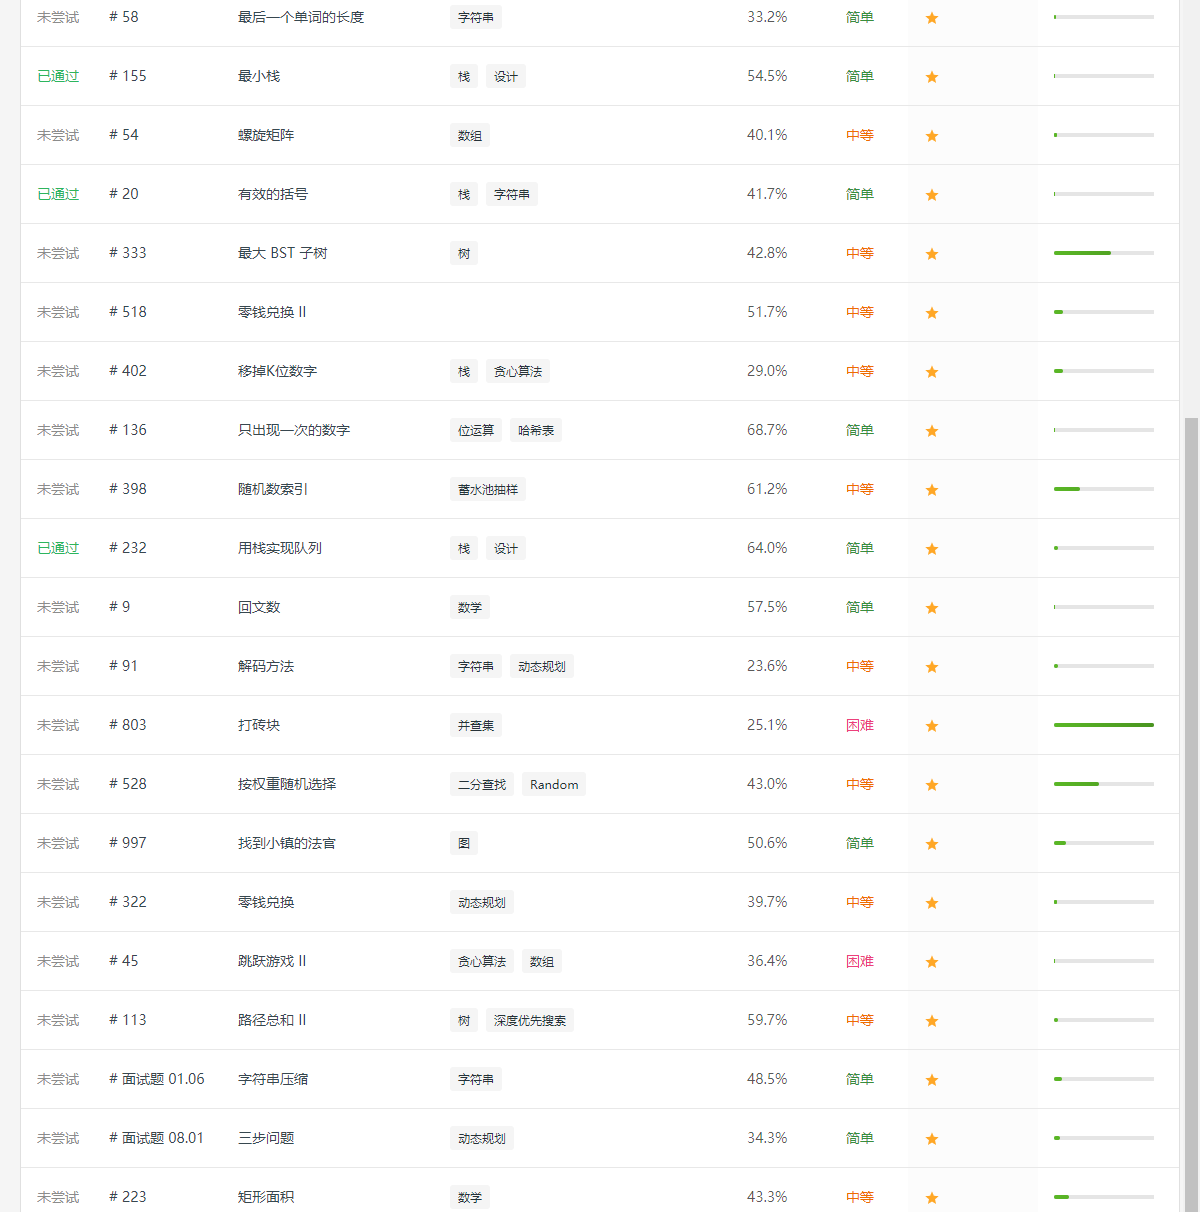 未尝试 # 58 最后一个单词的长度 字符串 33.2% 简单
已通过 # 155 最小栈 栈 设计 54.5% 简单
未尝试 # 54 螺旋矩阵 数组 40.1% 中等
已通过 # 20 有效的括号 栈 字符串 41.7% 简单
未尝试 # 333 最大 BST 子树 树 42.8% 中等
未尝试 # 518 零钱兑换 II 51.7% 中等
未尝试 # 402 移掉K位数字 栈 贪心算法 29.0% 中等
未尝试 # 136 只出现一次的数字 位运算 哈希表 68.7% 简单
未尝试 # 398 随机数索引 蓄水池抽样 61.2% 中等
已通过 # 232 用栈实现队列 栈 设计 64.0% 简单
未尝试 # 9 回文数 数学 57.5% 简单
未尝试 # 91 解码方法 字符串 动态规划 23.6% 中等
未尝试 # 803 打砖块 并查集 25.1% 困难
未尝试 # 528 按权重随机选择 二分查找 Random 43.0% 中等
未尝试 # 997 找到小镇的法官 图 50.6% 简单
未尝试 # 322 零钱兑换 动态规划 39.7% 中等
未尝试 # 45 跳跃游戏 II 贪心算法 数组 36.4% 困难
未尝试 # 113 路径总和 II 树 深度优先搜索 59.7% 中等
未尝试 # 面试题 01.06 字符串压缩 字符串 48.5% 简单
未尝试 # 面试题 08.01 三步问题 动态规划 34.3% 简单
未尝试 # 223 矩形面积 数学 43.3% 中等